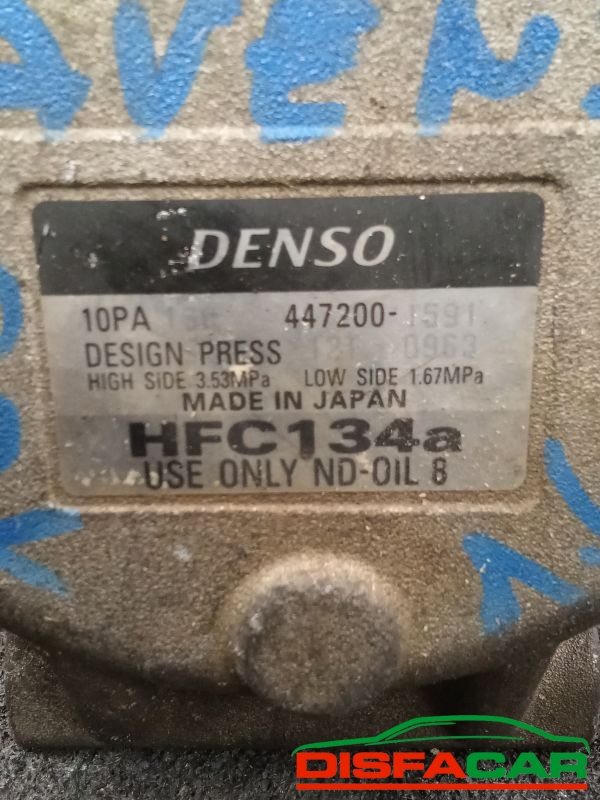 AVEN
DENSO
10PA 447200-
DESIGN PRESS
HIGH SIDE 3.53MPa LOW SIDE 1.67MPa
MADE IN JAPAN
HFC134a
USE ONLY ND-OIL 8
DISFACAR